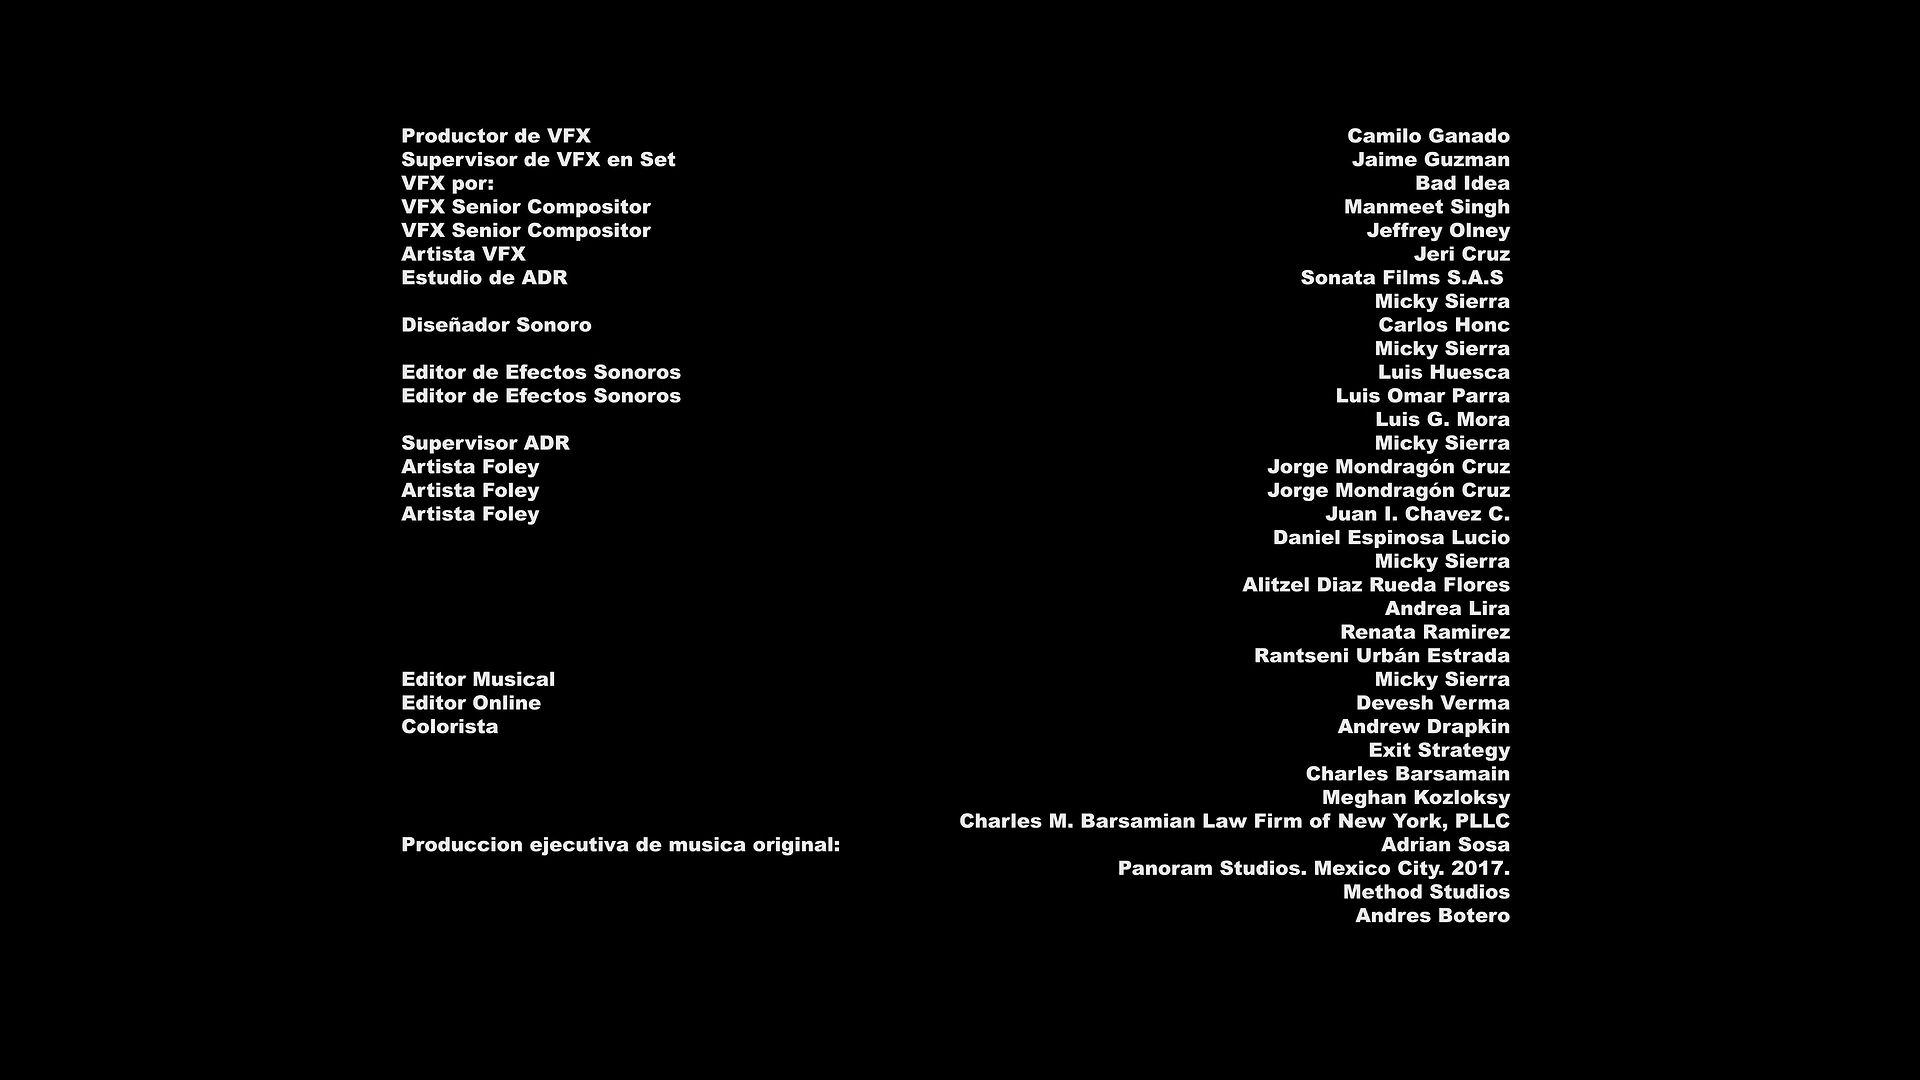 Productor de VFX Camilo Ganado
Supervisor de VFX en Set Jaime Guzman
VFX por: Bad Idea
VFX Senior Compositor Manmeet Singh
VFX Senior Compositor Jeffrey Olney
Artista VFX Jeri Cruz
Estudio de ADR Sonata Films S.A.S
Micky Sierra
Diseñador Sonoro Carlos Honc
Micky Sierra
Editor de Efectos Sonoros Luis Huesca
Editor de Efectos Sonoros Luis Omar Parra
Luis G. Mora
Supervisor ADR Micky Sierra
Artista Foley Jorge Mondragón Cruz
Artista Foley Jorge Mondragón Cruz
Artista Foley Juan I. Chavez C.
Daniel Espinosa Lucio
Micky Sierra
Alitzel Diaz Rueda Flores
Andrea Lira
Renata Ramirez
Rantseni Urbán Estrada
Editor Musical Micky Sierra
Editor Online Devesh Verma
Colorista Andrew Drapkin
Exit Strategy
Charles Barsamain
Meghan Kozloksy
Charles M. Barsamian Law Firm of New York, PLLC
Produccion ejecutiva de musica original: Adrian Sosa
Panoram Studios. Mexico City. 2017.
Method Studios
Andres Botero